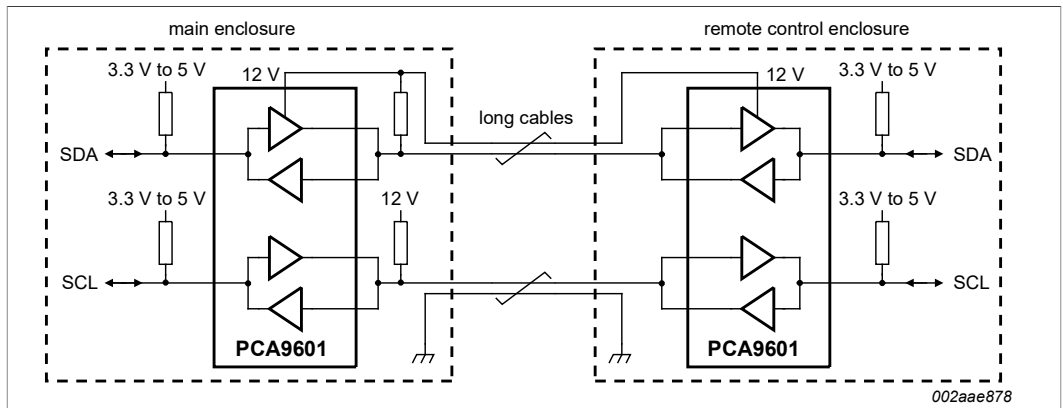 main enclosure
remote control enclosure
3.3 V to 5 V
12 V
12 V
3.3 V to 5 V
long cables
SDA
SDA
3.3 V to 5 V
12 V
3.3 V to 5 V
SCL
SCL
PCA9601
PCA9601
002aae878